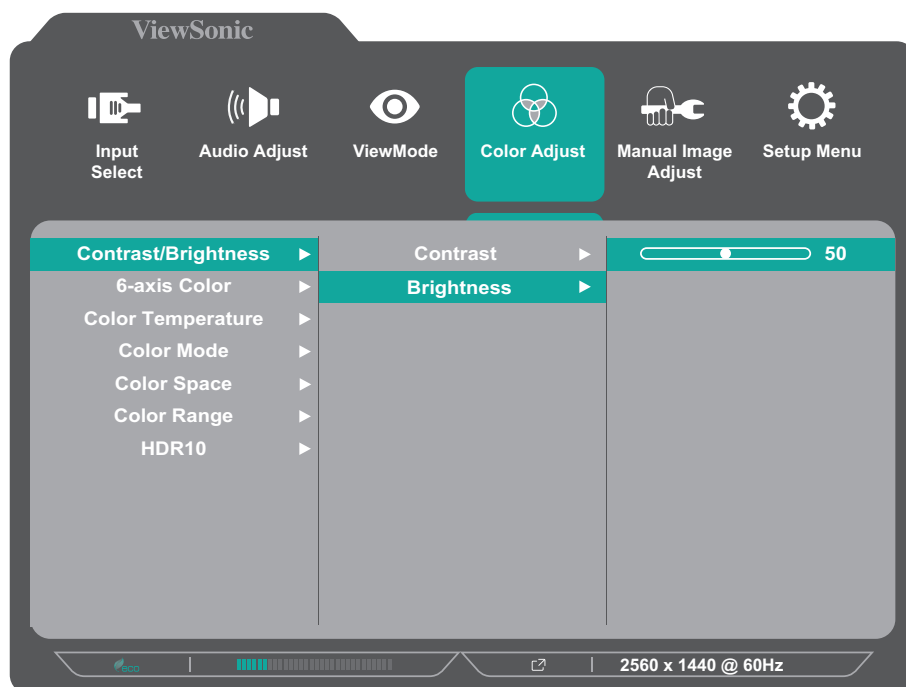 ViewSonic
Input
Select
Audio Adjust
ViewMode
Color Adjust
Manual Image
Adjust
Setup Menu
Contrast/Brightness
6-axis Color
Color Temperature
Color Mode
Color Space
Color Range
HDR10
Contrast
Brightness
50
eco
2560 x 1440 @ 60Hz